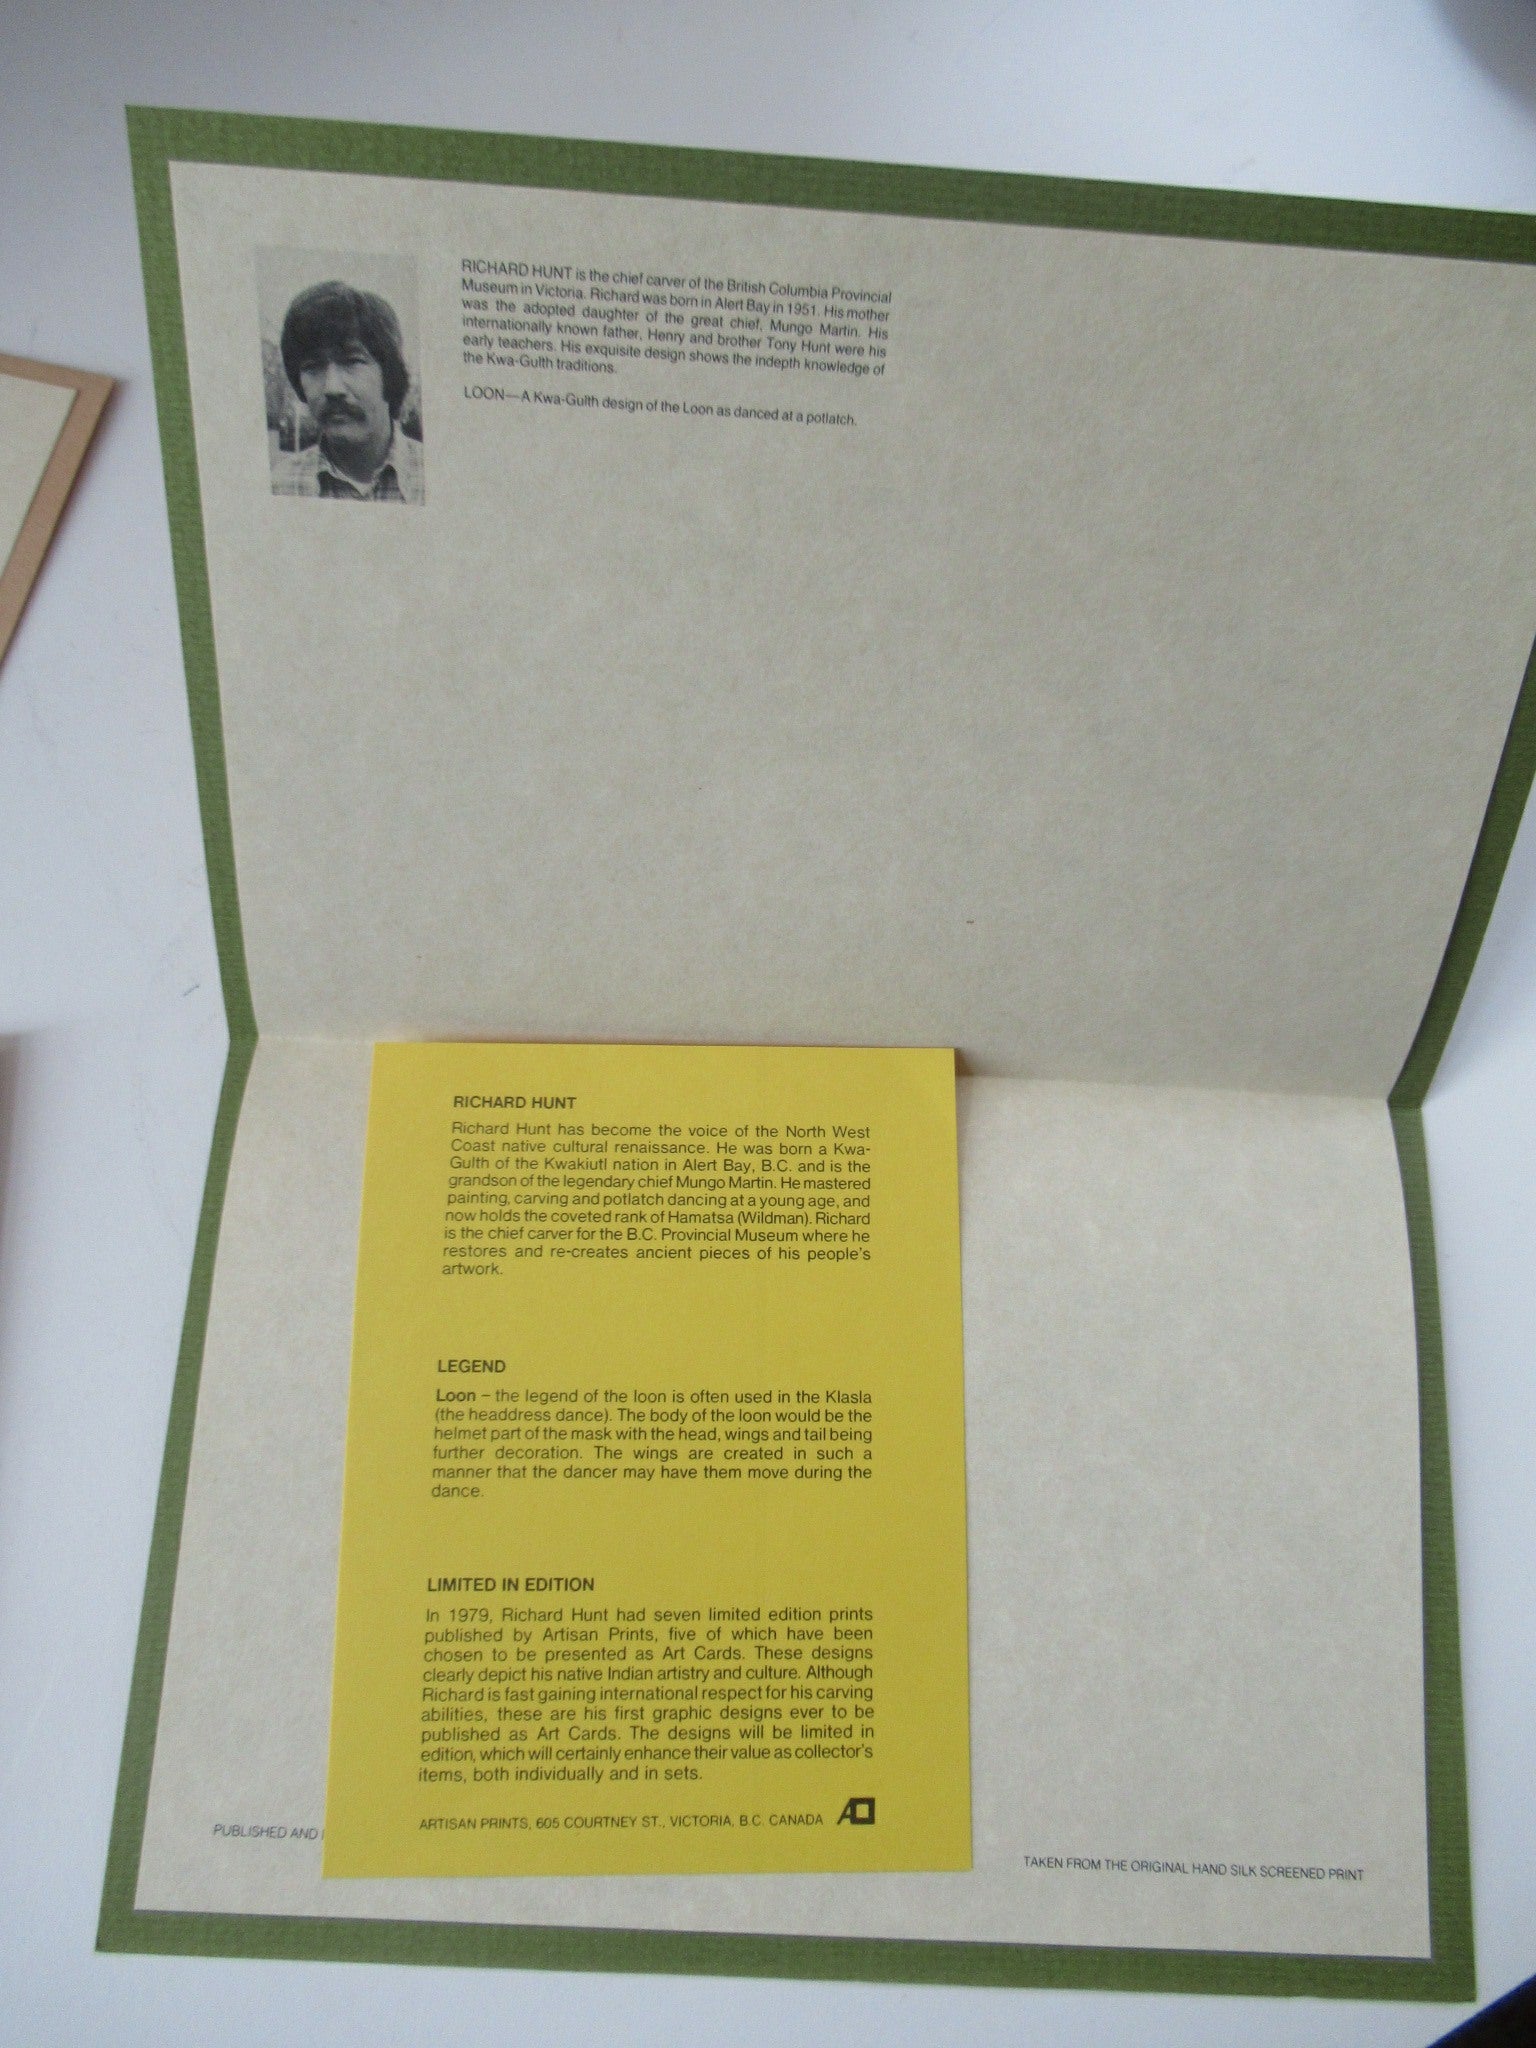 RICHARD HUNT is the chief carver of the British Columbia Provincial
Museum in Victoria. Richard was born in Alert Bay in 1951. His mother
was the adopted daughter of the great chief, Mungo Martin. His
internationally known father, Henry and brother Tony Hunt were his
early teachers. His exquisite design shows the indepth knowledge of
the Kwa-Gulth traditions.
LOON—A Kwa-Gulth design of the Loon as danced at a potlatch.
RICHARD HUNT
Richard Hunt has become the voice of the North West
Coast native cultural renaissance. He was born a Kwa-
Gulth of the Kwakiutl nation in Alert Bay, B.C. and is the
grandson of the legendary chief Mungo Martin. He mastered
painting, carving and potlatch dancing at a young age, and
now holds the coveted rank of Hamatsa (Wildman). Richard
is the chief carver for the B.C. Provincial Museum where he
restores and re-creates ancient pieces of his people's
artwork.
LEGEND
Loon – the legend of the loon is often used in the Klasla
(the headdress dance). The body of the loon would be the
helmet part of the mask with the head, wings and tail being
further decoration. The wings are created in such a
manner that the dancer may have them move during the
dance.
LIMITED IN EDITION
In 1979, Richard Hunt had seven limited edition prints
published by Artisan Prints, five of which have been
chosen to be presented as Art Cards. These designs
clearly depict his native Indian artistry and culture. Although
Richard is fast gaining international respect for his carving
abilities, these are his first graphic designs ever to be
published as Art Cards. The designs will be limited in
edition, which will certainly enhance their value as collector's
items, both individually and in sets.
ARTISAN PRINTS, 605 COURTNEY ST., VICTORIA, B.C. CANADA
PUBLISHED AND
TAKEN FROM THE ORIGINAL HAND SILK SCREENED PRINT